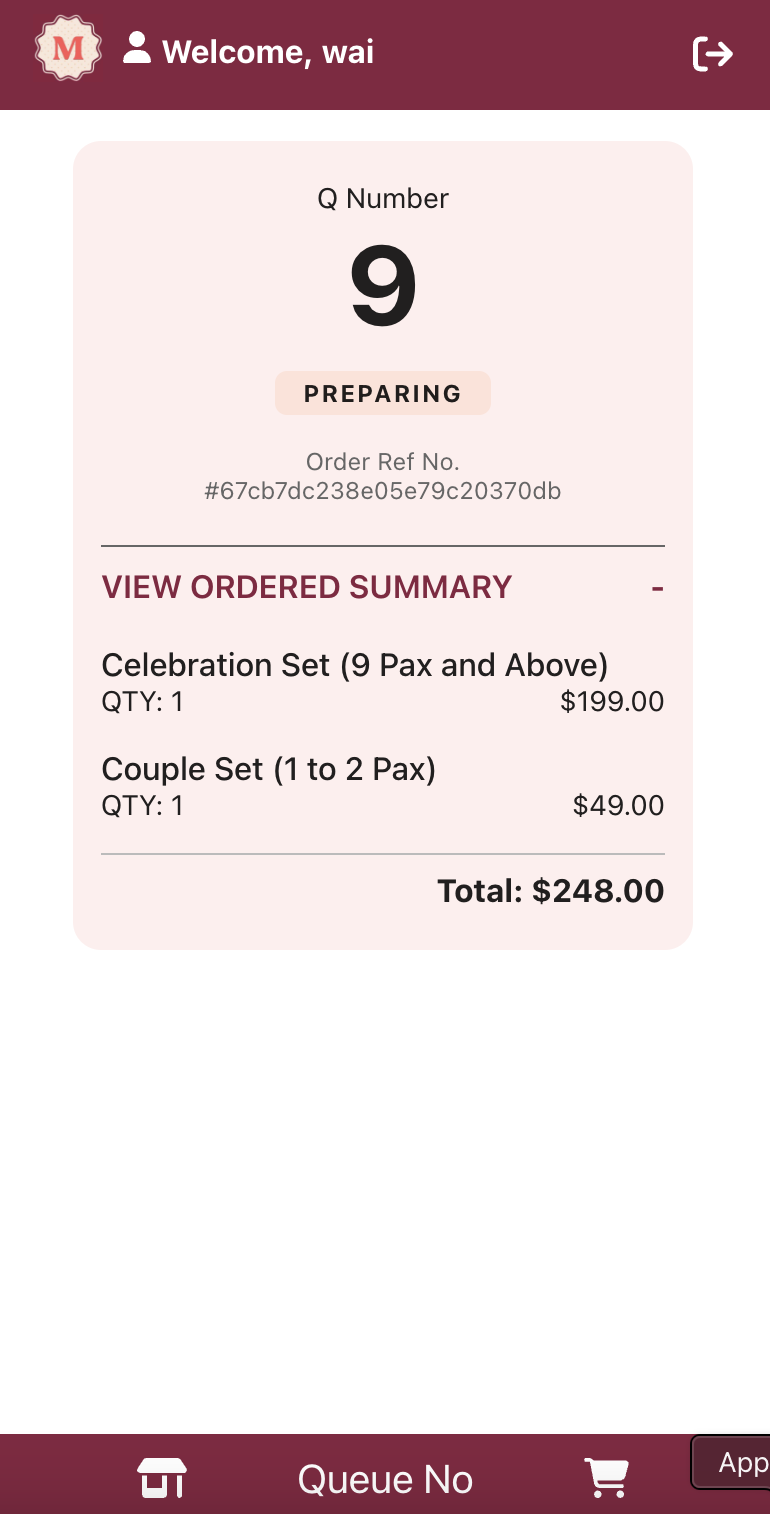 M
Welcome, wai
Q Number
9
PREPARING
Order Ref No.
#67cb7dc238e05e79c20370db
VIEW ORDERED SUMMARY -
Celebration Set (9 Pax and Above)
QTY: 1 $199.00
Couple Set (1 to 2 Pax)
QTY: 1 $49.00
Total: $248.00
Queue No
App